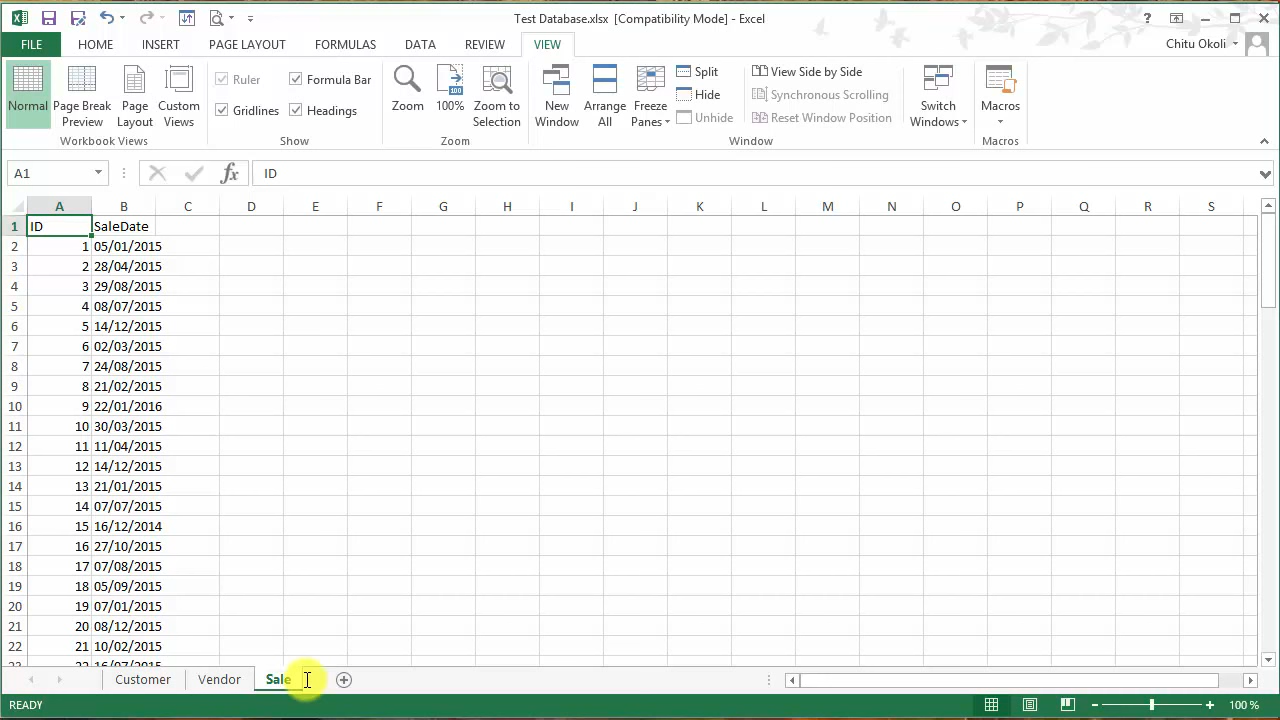 Test Database.xlsx [Compatibility Mode] - Excel
?
FILE HOME INSERT PAGE LAYOUT FORMULAS DATA REVIEW VIEW Chitu Okoli
Normal Page Break Preview Page Layout Custom Views
Ruler Formula Bar
Gridlines Headings
Zoom 100% Zoom to Selection
New Window Arrange All Freeze Panes
Split
Hide
Unhide
View Side by Side
Synchronous Scrolling
Reset Window Position
Switch Windows
Macros
Workbook Views Show Zoom Window Macros
A1 fx ID
A B C D E F G H I J K L M N O P Q R S
1 ID SaleDate
2 1 05/01/2015
3 2 28/04/2015
4 3 29/08/2015
5 4 08/07/2015
6 5 14/12/2015
7 6 02/03/2015
8 7 24/08/2015
9 8 21/02/2015
10 9 22/01/2016
11 10 30/03/2015
12 11 11/04/2015
13 12 14/12/2015
14 13 21/01/2015
15 14 07/07/2015
16 15 16/12/2014
17 16 27/10/2015
18 17 07/08/2015
19 18 05/09/2015
20 19 07/01/2015
21 20 08/12/2015
22 21 10/02/2015
23 22 16/07/2015
Customer Vendor Sale
READY 100 %